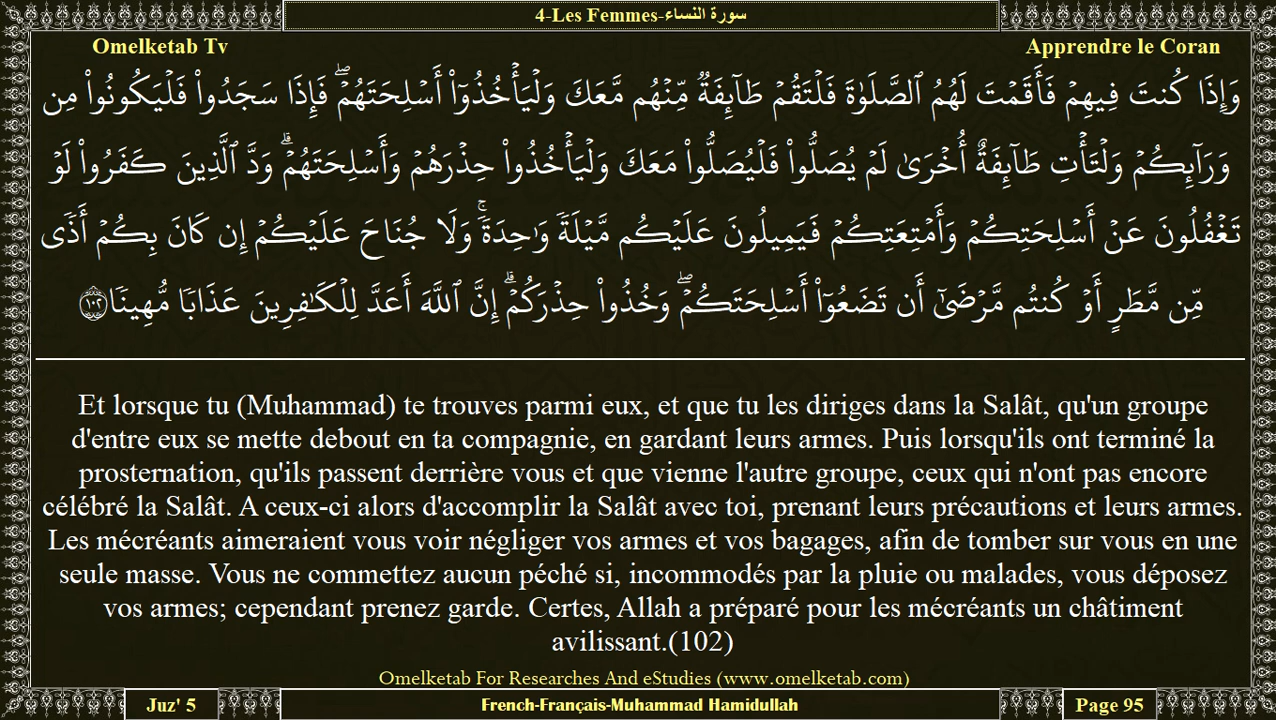 4-Les Femmes-سورة النساء
Omelketab Tv
Apprendre le Coran
وَإِذَا كُنتَ فِيهِمۡ فَأَقَمۡتَ لَهُمُ ٱلصَّلَوٰةَ فَلۡتَقُمۡ طَآئِفَةٞ مِّنۡهُم مَّعَكَ وَلۡيَأۡخُذُوٓاْ أَسۡلِحَتَهُمۡۖ فَإِذَا سَجَدُواْ فَلۡيَكُونُواْ مِن
وَرَآئِكُمۡ وَلۡتَأۡتِ طَآئِفَةٌ أُخۡرَىٰ لَمۡ يُصَلُّواْ فَلۡيُصَلُّواْ مَعَكَ وَلۡيَأۡخُذُواْ حِذۡرَهُمۡ وَأَسۡلِحَتَهُمۡۗ وَدَّ ٱلَّذِينَ كَفَرُواْ لَوۡ
تَغۡفُلُونَ عَنۡ أَسۡلِحَتِكُمۡ وَأَمۡتِعَتِكُمۡ فَيَمِيلُونَ عَلَيۡكُم مَّيۡلَةٗ وَٰحِدَةٗۚ وَلَا جُنَاحَ عَلَيۡكُمۡ إِن كَانَ بِكُمۡ أَذٗى
مِّن مَّطَرٍ أَوۡ كُنتُم مَّرۡضَىٰٓ أَن تَضَعُوٓاْ أَسۡلِحَتَكُمۡۖ وَخُذُواْ حِذۡرَكُمۡۗ إِنَّ ٱللَّهَ أَعَدَّ لِلۡكَٰفِرِينَ عَذَابٗا مُّهِينٗا ١٠٢
Et lorsque tu (Muhammad) te trouves parmi eux, et que tu les diriges dans la Salât, qu'un groupe
d'entre eux se mette debout en ta compagnie, en gardant leurs armes. Puis lorsqu'ils ont terminé la
prosternation, qu'ils passent derrière vous et que vienne l'autre groupe, ceux qui n'ont pas encore
célébré la Salât. A ceux-ci alors d'accomplir la Salât avec toi, prenant leurs précautions et leurs armes.
Les mécréants aimeraient vous voir négliger vos armes et vos bagages, afin de tomber sur vous en une
seule masse. Vous ne commettez aucun péché si, incommodés par la pluie ou malades, vous déposez
vos armes; cependant prenez garde. Certes, Allah a préparé pour les mécréants un châtiment
avilissant.(102)
Omelketab For Researches And eStudies (www.omelketab.com)
Juz' 5
French-Français-Muhammad Hamidullah
Page 95